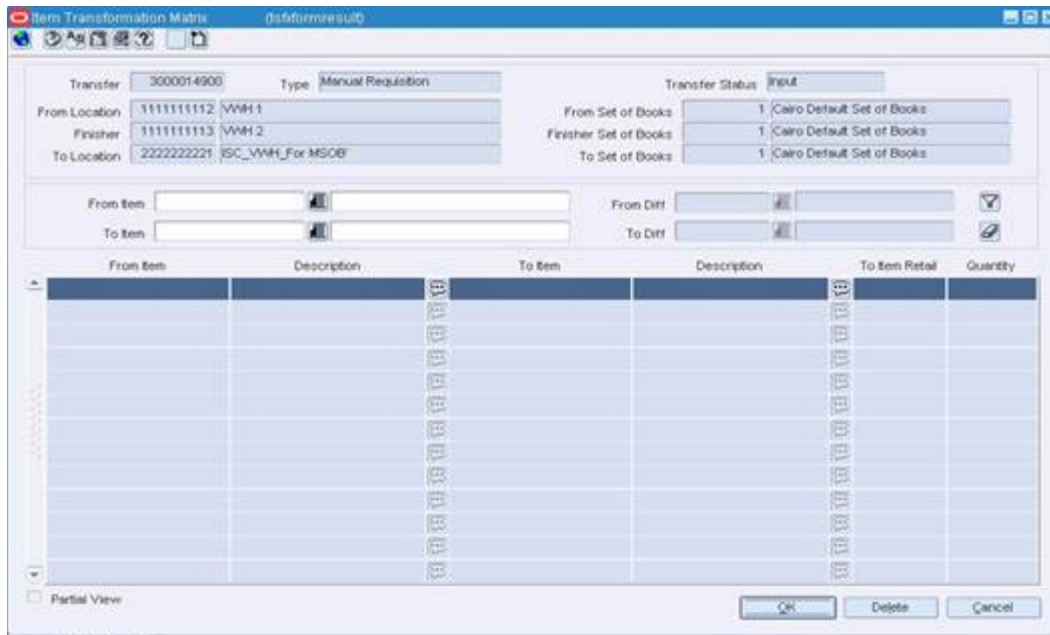 Item Transformation Matrix (tsfxformresult)
Transfer 3000014900 Type Manual Requisition Transfer Status Input
From Location 1111111112 VWH 1 From Set of Books 1 Cairo Default Set of Books
Finisher 1111111113 VWH 2 Finisher Set of Books 1 Cairo Default Set of Books
To Location 2222222221 ISC_VWH_For MSOB' To Set of Books 1 Cairo Default Set of Books
From Item From Diff
To Item To Diff
From Item Description To Item Description To Item Retail Quantity
Partial View OK Delete Cancel